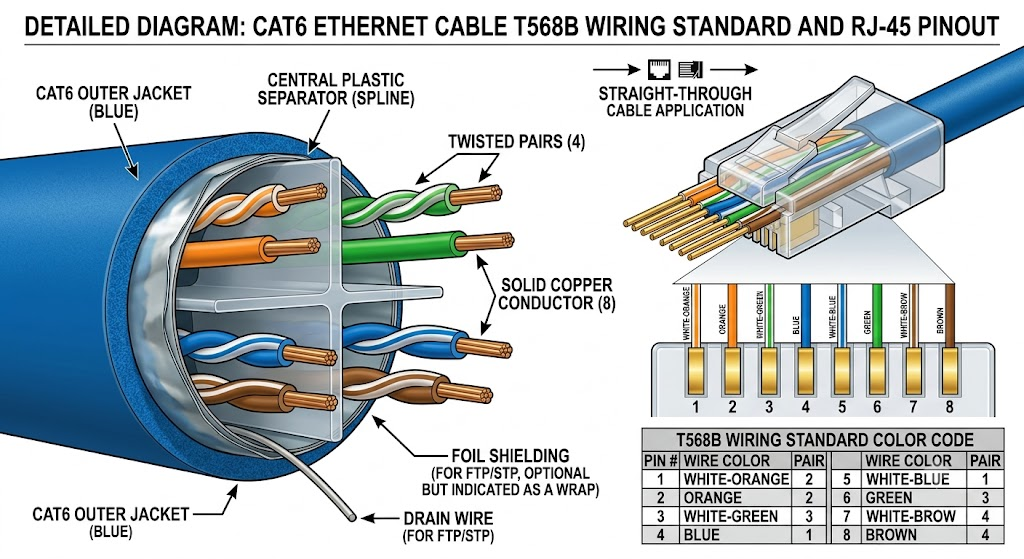 DETAILED DIAGRAM: CAT6 ETHERNET CABLE T568B WIRING STANDARD AND RJ-45 PINOUT
CAT6 OUTER JACKET
(BLUE)
CENTRAL PLASTIC
SEPARATOR (SPLINE)
TWISTED PAIRS (4)
SOLID COPPER
CONDUCTOR (8)
FOIL SHIELDING
(FOR FTP/STP, OPTIONAL
BUT INDICATED AS A WRAP)
DRAIN WIRE
(FOR FTP/STP)
CAT6 OUTER JACKET
(BLUE)
STRAIGHT-THROUGH
CABLE APPLICATION
WHITE-ORANGE
ORANGE
WHITE-GREEN
BLUE
WHITE-BLUE
GREEN
WHITE-BROW
BROWN
1 2 3 4 5 6 7 8
T568B WIRING STANDARD COLOR CODE
PIN # WIRE COLOR PAIR WIRE COLOR PAIR
1 WHITE-ORANGE 2 5 WHITE-BLUE 1
2 ORANGE 2 6 GREEN 3
3 WHITE-GREEN 3 7 WHITE-BROW 4
4 BLUE 1 8 BROWN 4